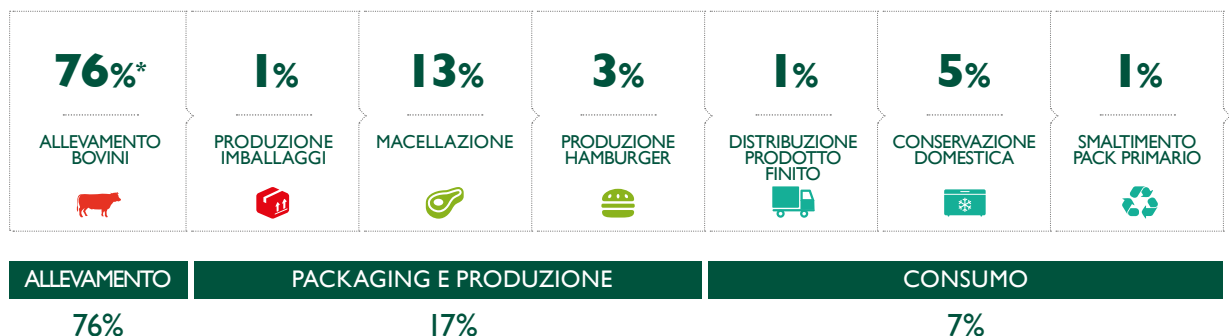 76%*
ALLEVAMENTO
BOVINI
1%
PRODUZIONE
IMBALLAGGI
13%
MACELLAZIONE
3%
PRODUZIONE
HAMBURGER
1%
DISTRIBUZIONE
PRODOTTO
FINITO
5%
CONSERVAZIONE
DOMESTICA
1%
SMALTIMENTO
PACK PRIMARIO
ALLEVAMENTO
76%
PACKAGING E PRODUZIONE
17%
CONSUMO
7%